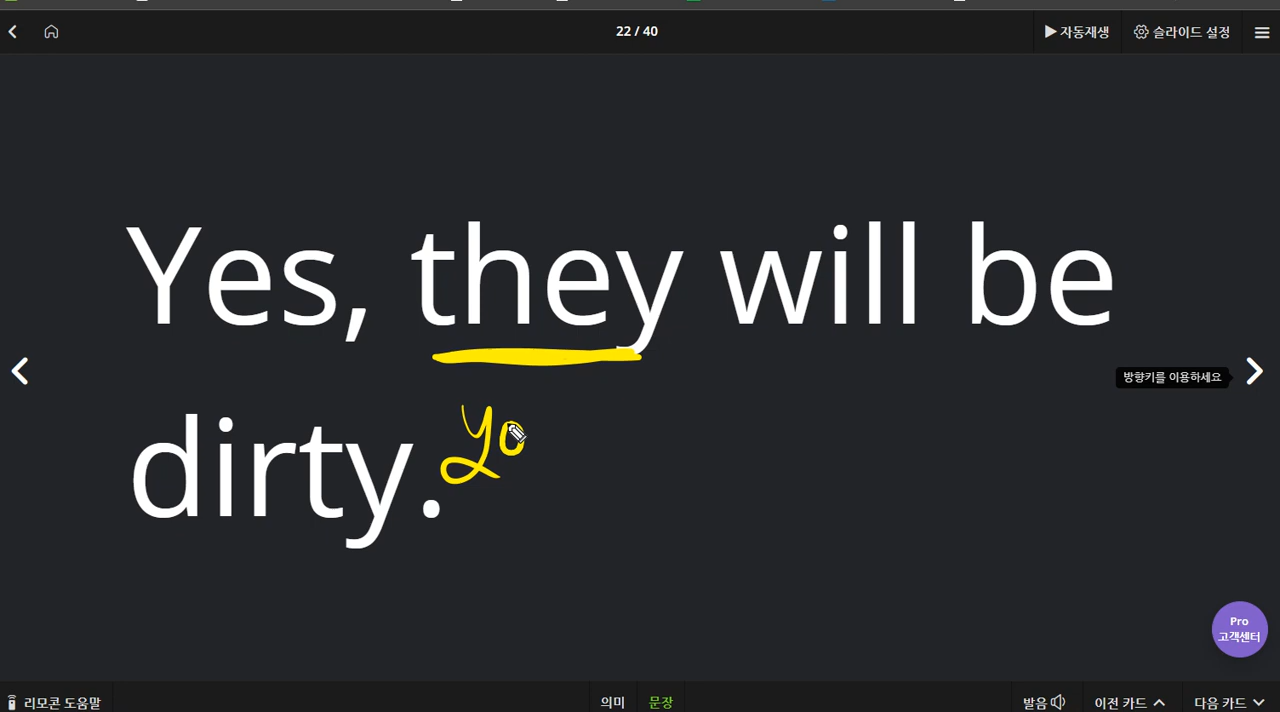 22 / 40
자동재생
슬라이드 설정
Yes, they will be
방향키를 이용하세요
dirty.
yo
Pro
고객센터
리모콘 도움말
의미
문장
발음
이전 카드
다음 카드